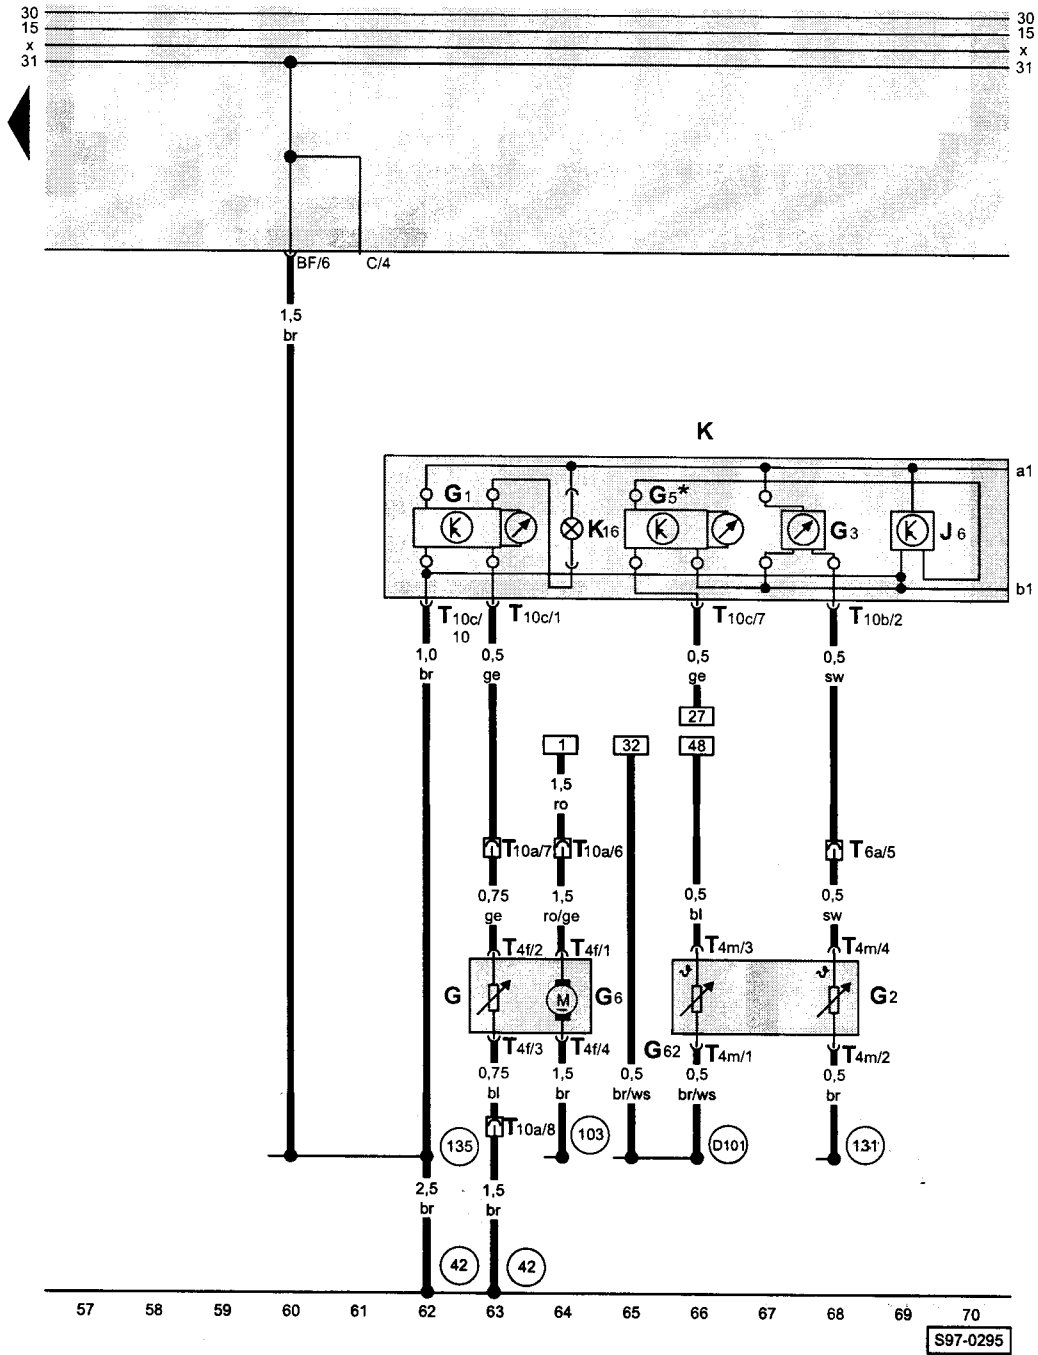 30 30
15 15
x x
31 31
BF/6 C/4
1,5
br
K
a1
G1 G5* G3 J6
K16
b1
T10c/10 T10c/1 T10c/7 T10b/2
1,0 0,5 0,5 0,5
br ge ge sw
27
1 32 48
1,5
ro
T10a/7 T10a/6 T6a/5
0,75 1,5 0,5 0,5
ge ro/ge bl sw
T4f/2 T4f/1 T4m/3 T4m/4
ϑ ϑ
G M G6 G2
T4f/3 T4f/4 G62 T4m/1 T4m/2
0,75 1,5 0,5 0,5 0,5
bl br br/ws br/ws br
T10a/8
135 103 D101 131
2,5 1,5
br br
42 42
57 58 59 60 61 62 63 64 65 66 67 68 69 70
S97-0295